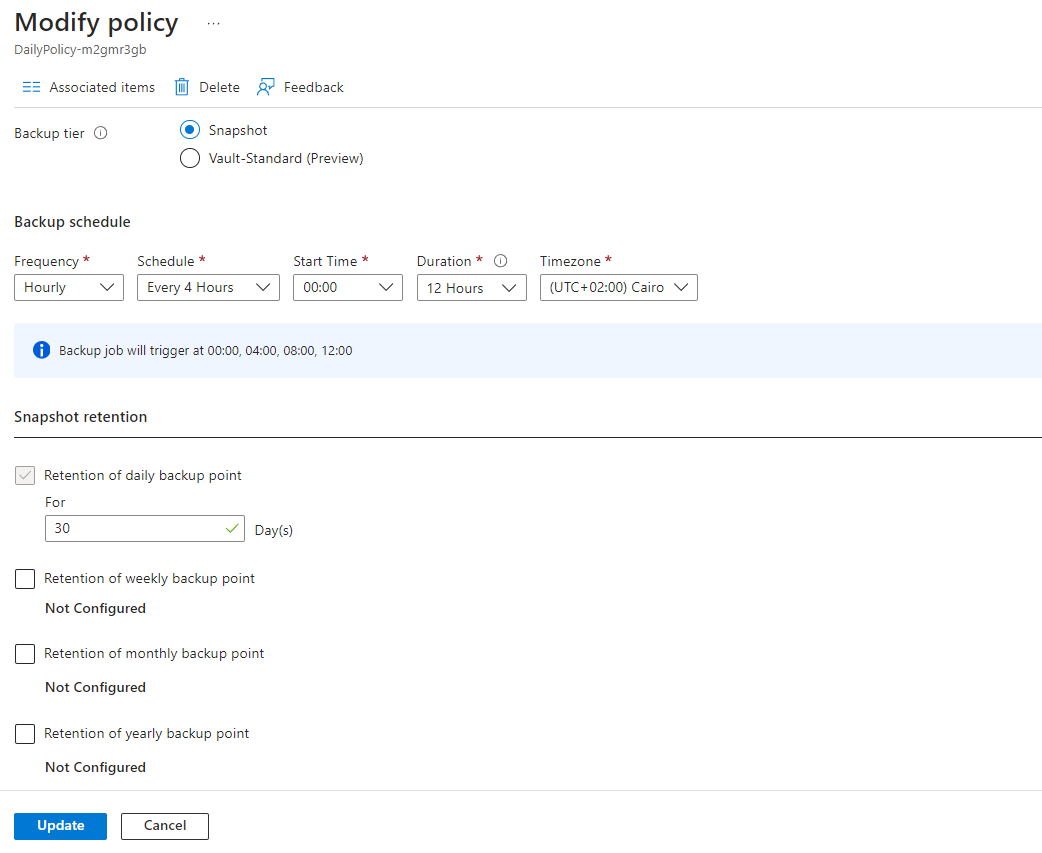 Modify policy ...
DailyPolicy-m2gmr3gb
Associated items Delete Feedback
Backup tier Snapshot
Vault-Standard (Preview)
Backup schedule
Frequency * Schedule * Start Time * Duration * Timezone *
Hourly Every 4 Hours 00:00 12 Hours (UTC+02:00) Cairo
Backup job will trigger at 00:00, 04:00, 08:00, 12:00
Snapshot retention
Retention of daily backup point
For
30 Day(s)
Retention of weekly backup point
Not Configured
Retention of monthly backup point
Not Configured
Retention of yearly backup point
Not Configured
Update Cancel